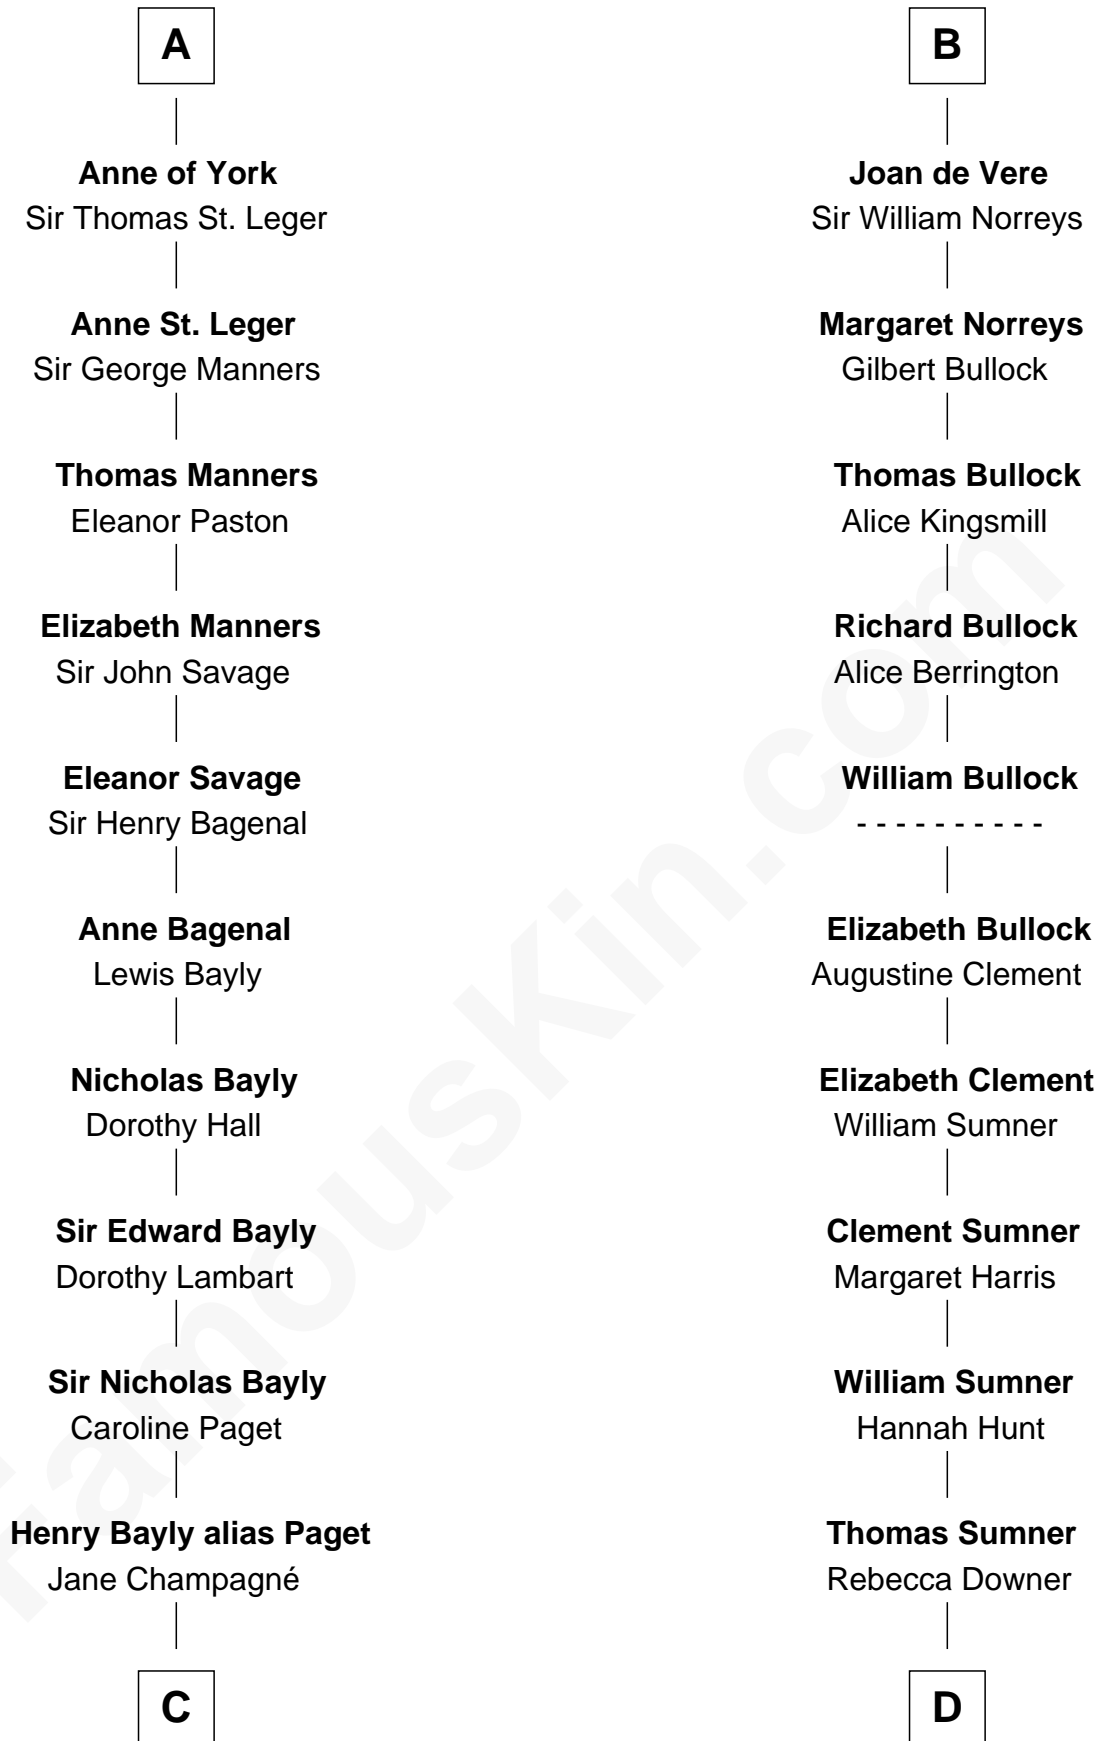 A
Anne of York
Sir Thomas St. Leger
Anne St. Leger
Sir George Manners
Thomas Manners
Eleanor Paston
Elizabeth Manners
Sir John Savage
Eleanor Savage
Sir Henry Bagenal
Anne Bagenal
Lewis Bayly
Nicholas Bayly
Dorothy Hall
Sir Edward Bayly
Dorothy Lambart
Sir Nicholas Bayly
Caroline Paget
Henry Bayly alias Paget
Jane Champagné
C
B
Joan de Vere
Sir William Norreys
Margaret Norreys
Gilbert Bullock
Thomas Bullock
Alice Kingsmill
Richard Bullock
Alice Berrington
William Bullock
- - - - - - - - - -
Elizabeth Bullock
Augustine Clement
Elizabeth Clement
William Sumner
Clement Sumner
Margaret Harris
William Sumner
Hannah Hunt
Thomas Sumner
Rebecca Downer
D
famouskin.com